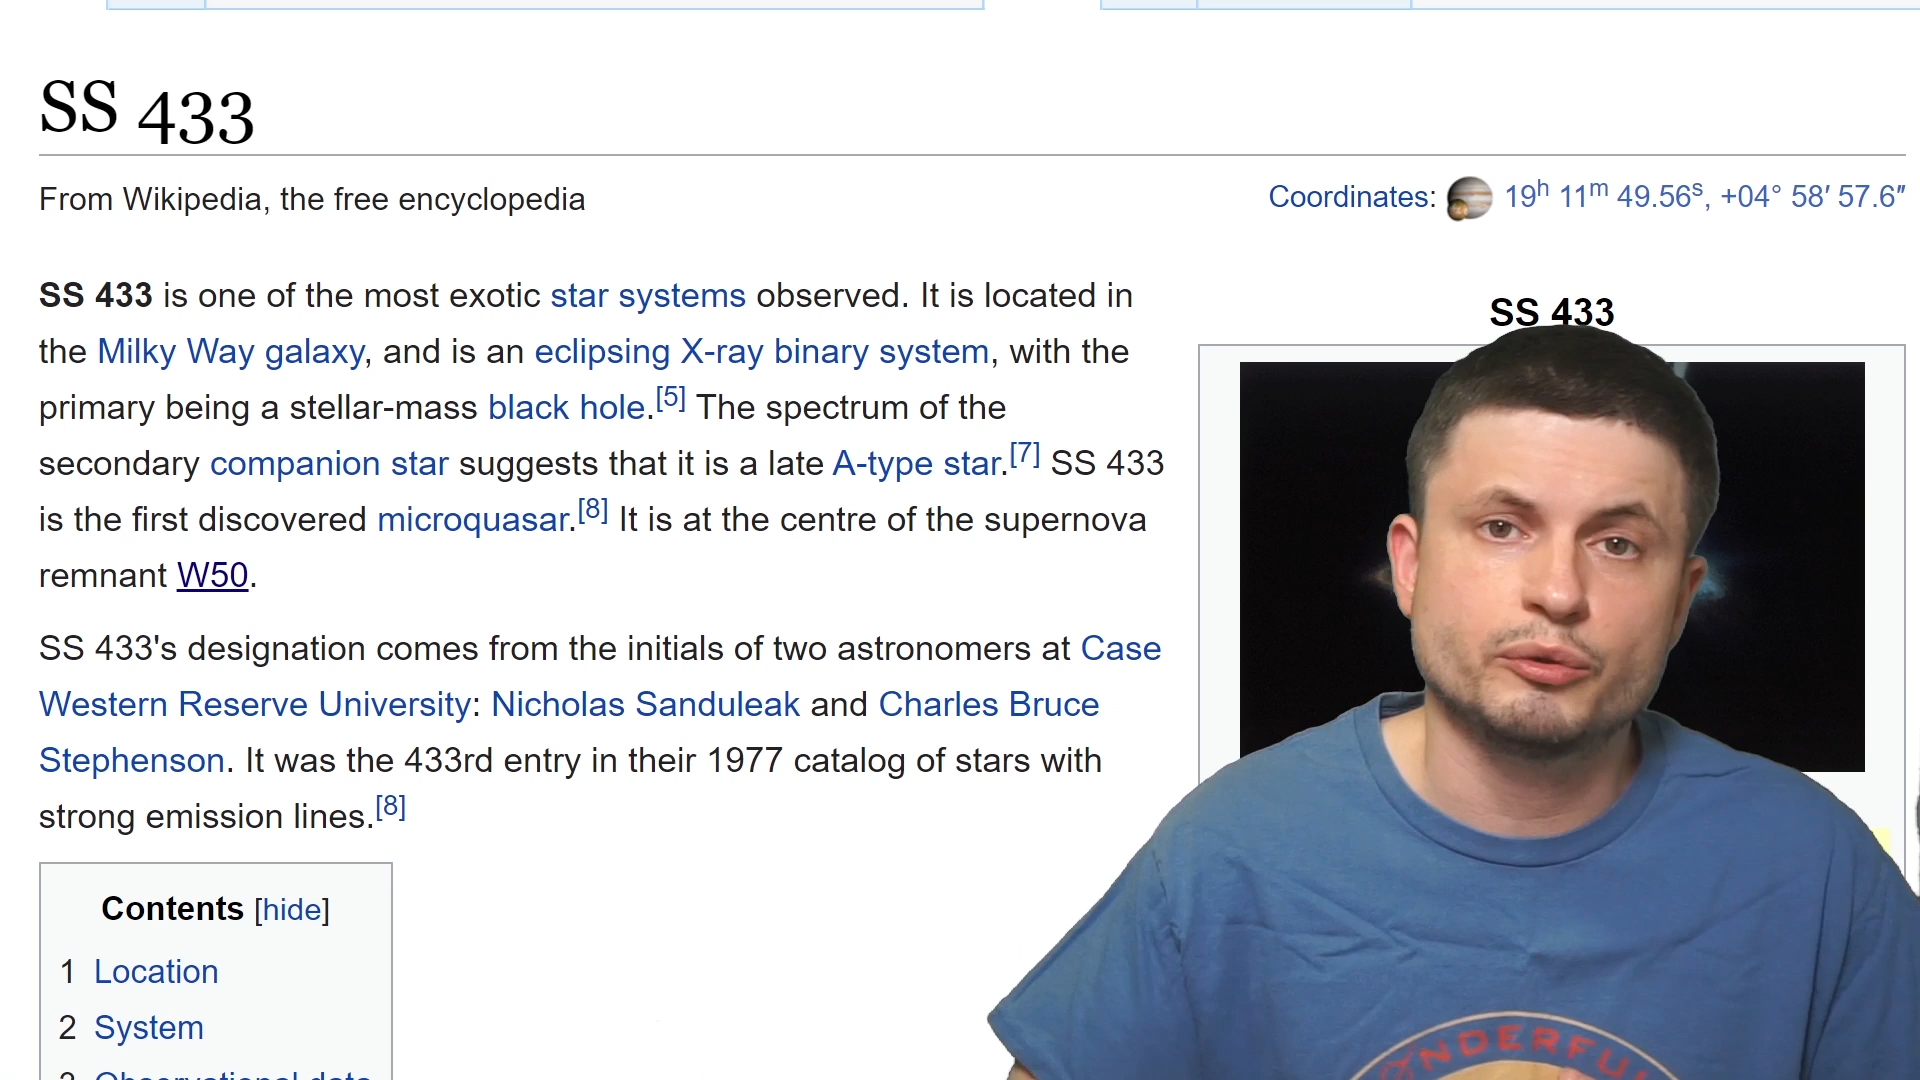 SS 433
From Wikipedia, the free encyclopedia
Coordinates: 19h 11m 49.56s, +04° 58′ 57.6″
SS 433 is one of the most exotic star systems observed. It is located in
the Milky Way galaxy, and is an eclipsing X-ray binary system, with the
primary being a stellar-mass black hole.[5] The spectrum of the
secondary companion star suggests that it is a late A-type star.[7] SS 433
is the first discovered microquasar.[8] It is at the centre of the supernova
remnant W50.
SS 433's designation comes from the initials of two astronomers at Case
Western Reserve University: Nicholas Sanduleak and Charles Bruce
Stephenson. It was the 433rd entry in their 1977 catalog of stars with
strong emission lines.[8]
Contents [hide]
1 Location
2 System
Observational data
SS 433